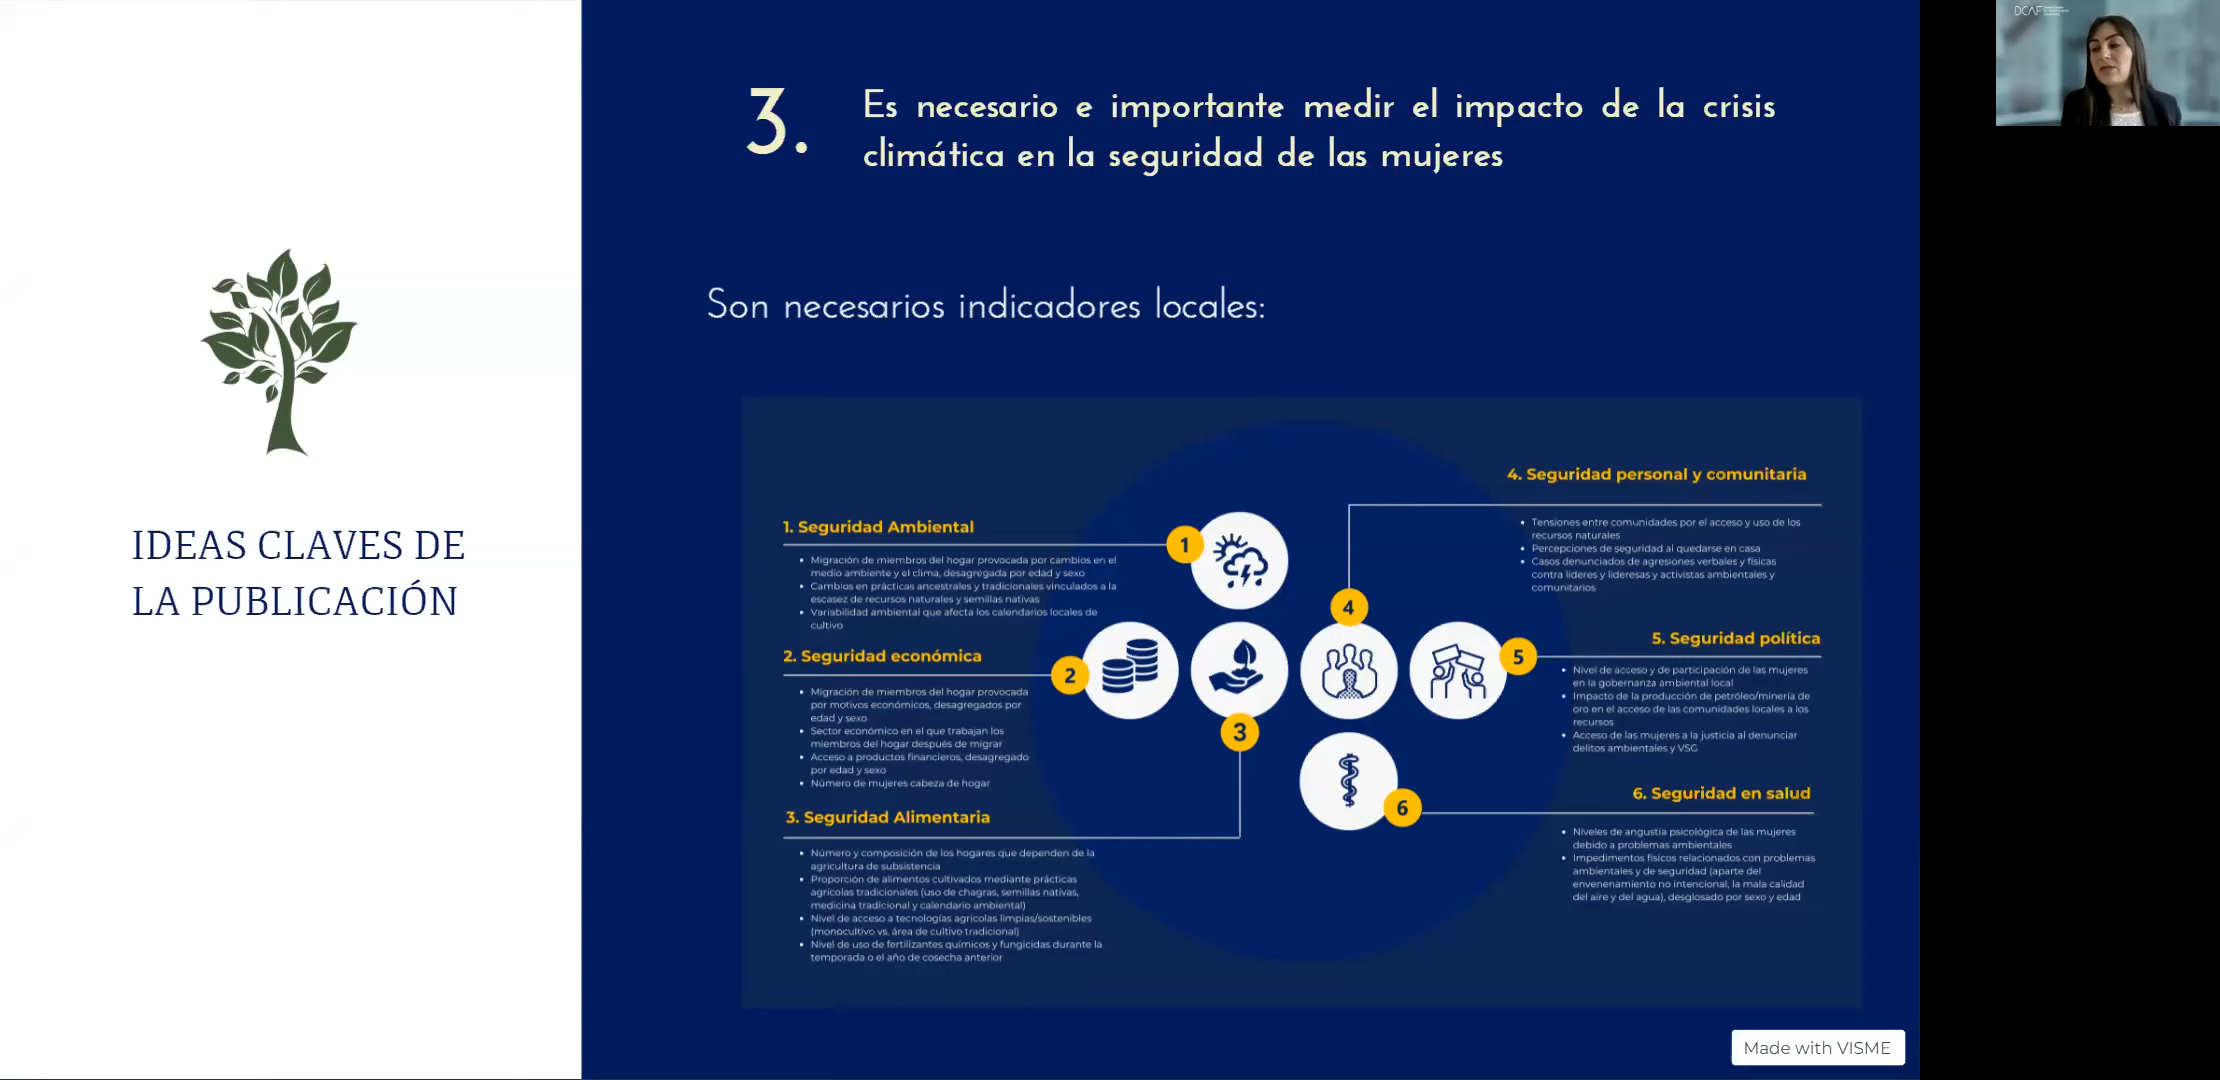 IDEAS CLAVES DE
LA PUBLICACIÓN
3.
Es necesario e importante medir el impacto de la crisis
climática en la seguridad de las mujeres
Son necesarios indicadores locales:
1. Seguridad Ambiental
• Migración de miembros del hogar provocada por cambios en el
medio ambiente y el clima, desagregada por edad y sexo
• Cambios en prácticas ancestrales y tradicionales vinculados a la
escasez de recursos naturales y semillas nativas
• Variabilidad ambiental que afecta los calendarios locales de
cultivo
1
2. Seguridad económica
• Migración de miembros del hogar provocada
por motivos económicos, desagregados por
edad y sexo
• Sector económico en el que trabajan los
miembros del hogar después de migrar
• Acceso a productos financieros, desagregado
por edad y sexo
• Número de mujeres cabeza de hogar
2
3. Seguridad Alimentaria
• Número y composición de los hogares que dependen de la
agricultura de subsistencia
• Proporción de alimentos cultivados mediante prácticas
agrícolas tradicionales (uso de chagras, semillas nativas,
medicina tradicional y calendario ambiental)
• Nivel de acceso a tecnologías agrícolas limpias/sostenibles
(monocultivo vs. área de cultivo tradicional)
• Nivel de uso de fertilizantes químicos y fungicidas durante la
temporada o el año de cosecha anterior
3
4. Seguridad personal y comunitaria
• Tensiones entre comunidades por el acceso y uso de los
recursos naturales
• Percepciones de seguridad al quedarse en casa
• Casos denunciados de agresiones verbales y físicas
contra líderes y lideresas y activistas ambientales y
comunitarios
4
5. Seguridad política
• Nivel de acceso y de participación de las mujeres
en la gobernanza ambiental local
• Impacto de la producción de petróleo/minería de
oro en el acceso de las comunidades locales a los
recursos
• Acceso de las mujeres a la justicia al denunciar
delitos ambientales y VSG
5
6. Seguridad en salud
• Niveles de angustia psicológica de las mujeres
debido a problemas ambientales
• Impedimentos físicos relacionados con problemas
ambientales y de seguridad (aparte del
envenenamiento no intencional, la mala calidad
del aire y del agua), desglosado por sexo y edad
6
Made with VISME
DCAF